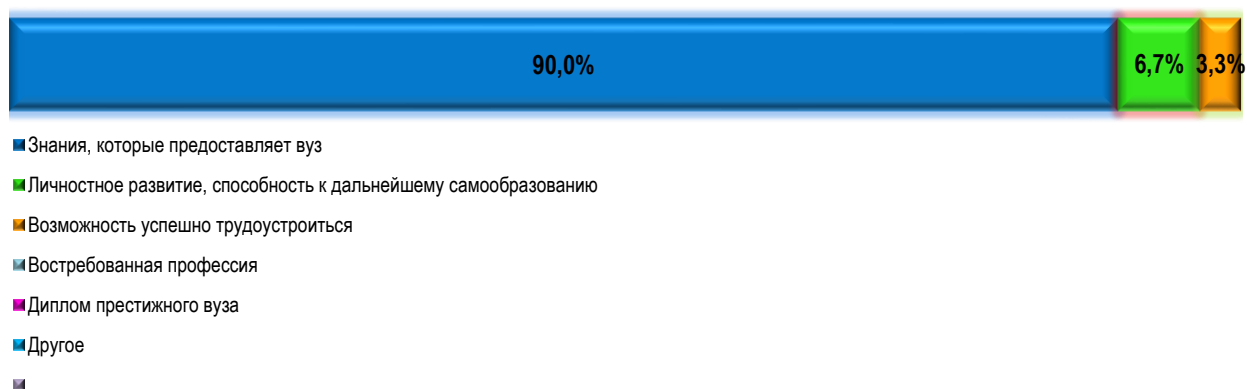 90,0% 6,7% 3,3%
Знания, которые предоставляет вуз
Личностное развитие, способность к дальнейшему самообразованию
Возможность успешно трудоустроиться
Востребованная профессия
Диплом престижного вуза
Другое